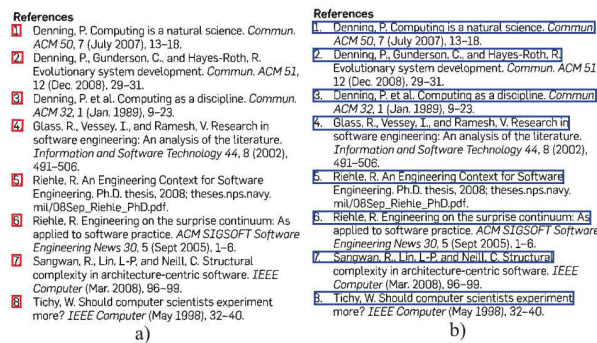 References
1. Denning, P. Computing is a natural science. Commun.
ACM 50, 7 (July 2007), 13–18.
2. Denning, P., Gunderson, C., and Hayes-Roth, R.
Evolutionary system development. Commun. ACM 51,
12 (Dec. 2008), 29–31.
3. Denning, P. et al. Computing as a discipline. Commun.
ACM 32, 1 (Jan. 1989), 9–23.
4. Glass, R., Vessey, I., and Ramesh, V. Research in
software engineering: An analysis of the literature.
Information and Software Technology 44, 8 (2002),
491–506.
5. Riehle, R. An Engineering Context for Software
Engineering. Ph.D. thesis, 2008; theses.nps.navy.
mil/08Sep_Riehle_PhD.pdf.
6. Riehle, R. Engineering on the surprise continuum: As
applied to software practice. ACM SIGSOFT Software
Engineering News 30, 5 (Sept 2005), 1–6.
7. Sangwan, R., Lin, L-P, and Neill, C. Structural
complexity in architecture-centric software. IEEE
Computer (Mar. 2008), 96–99.
8. Tichy, W. Should computer scientists experiment
more? IEEE Computer (May 1998), 32–40.
a)
References
1. Denning, P. Computing is a natural science. Commun.
ACM 50, 7 (July 2007), 13–18.
2. Denning, P., Gunderson, C., and Hayes-Roth, R.
Evolutionary system development. Commun. ACM 51
12 (Dec. 2008), 29–31.
3. Denning, P. et al. Computing as a discipline. Commun.
ACM 32, 1 (Jan. 1989), 9–23.
4. Glass, R., Vessey, I., and Ramesh, V. Research in
software engineering: An analysis of the literature.
Information and Software Technology 44, 8 (2002),
491–506.
5. Riehle, R. An Engineering Context for Software
Engineering. Ph.D. thesis, 2008; theses.nps.navy.
mil/08Sep_Riehle_PhD.pdf.
6. Riehle, R. Engineering on the surprise continuum: As
applied to software practice. ACM SIGSOFT Software
Engineering News 30, 5 (Sept 2005), 1–6.
7. Sangwan, R., Lin, L-P, and Neill, C. Structural
complexity in architecture-centric software. IEEE
Computer (Mar. 2008), 96–99.
8. Tichy, W. Should computer scientists experiment
more? IEEE Computer (May 1998), 32–40.
b)